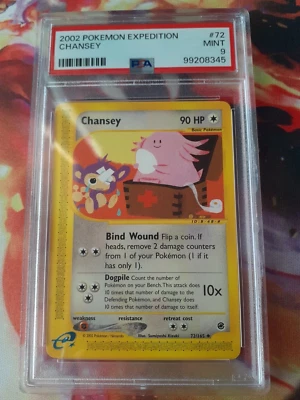 2002 POKEMON EXPEDITION #72
CHANSEY MINT
9
PSA 99208345
Chansey 90 HP
Basic Pokémon
Bind Wound Flip a coin. If
heads, remove 2 damage counters
from 1 of your Pokémon (1 if
it has only 1).
Dogpile Count the number of
Pokémon on your Bench. This attack does
10 times that number of damage to the
Defending Pokémon, and Chansey does
10 times that number of damage to itself.
10x
weakness resistance retreat cost
72/165
e